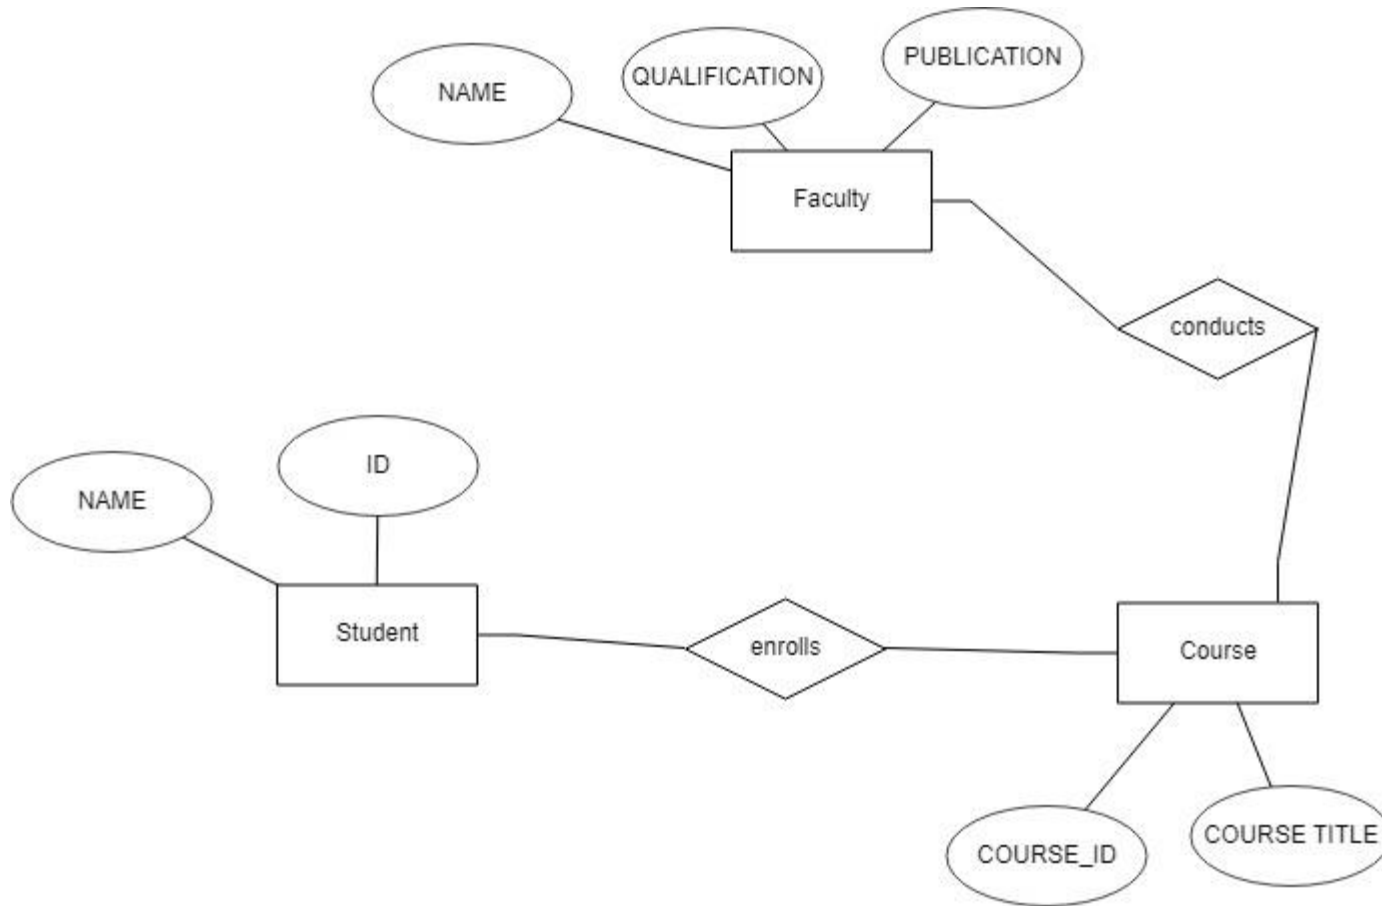 PUBLICATION
QUALIFICATION
NAME
Faculty
conducts
ID
NAME
Student
enrolls
Course
COURSE_ID
COURSE TITLE